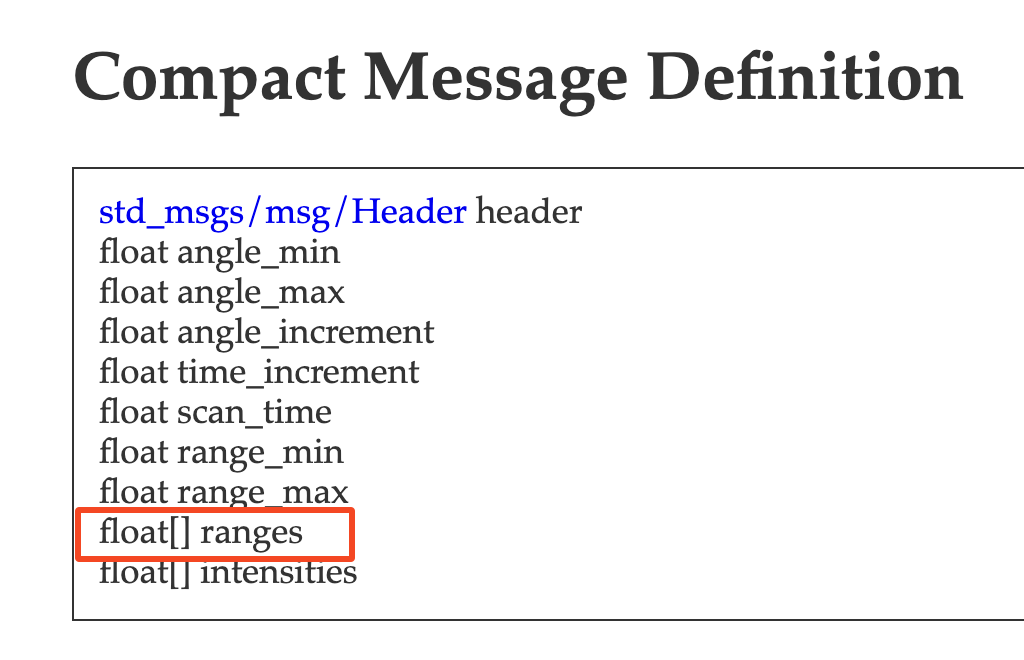 Compact Message Definition
std_msgs/msg/Header header
float angle_min
float angle_max
float angle_increment
float time_increment
float scan_time
float range_min
float range_max
float[] ranges
float[] intensities